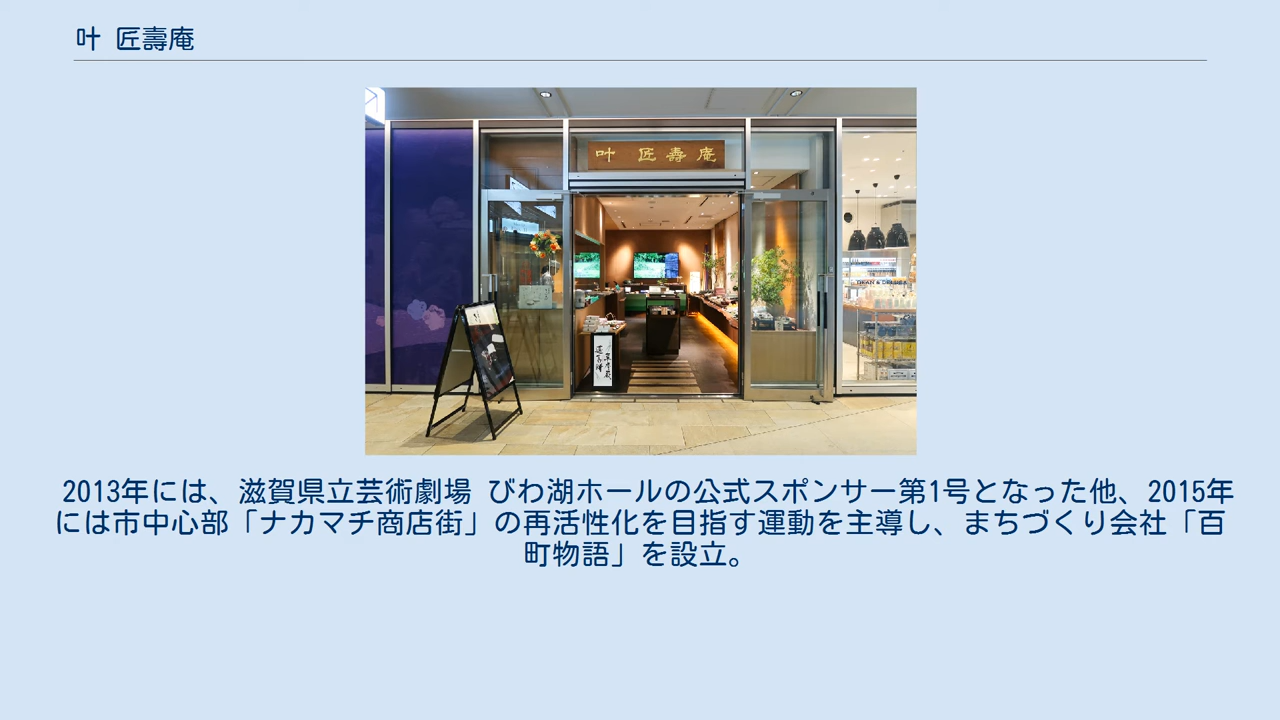 叶 匠壽庵
叶 匠壽庵
DEAN & DELUCA
2013年には、滋賀県立芸術劇場 びわ湖ホールの公式スポンサー第1号となった他、2015年
には市中心部「ナカマチ商店街」の再活性化を目指す運動を主導し、まちづくり会社「百
町物語」を設立。